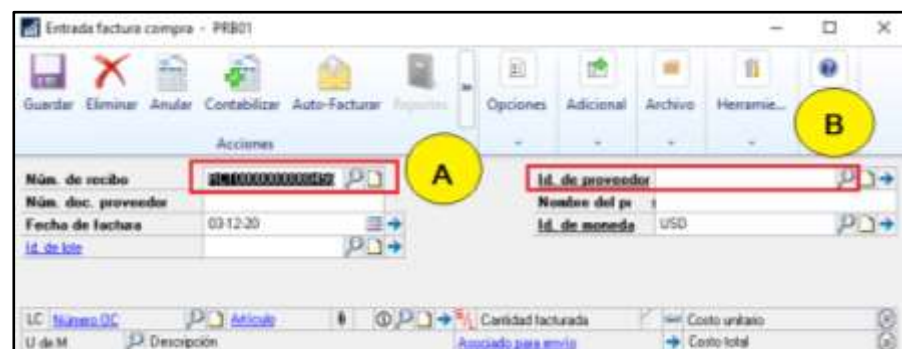 Entrada factura compra - PRB01
Guardar Eliminar Anular Contabilizar Auto-Facturar Opciones Adicional Archivo Herramie...
Acciones
A
B
Núm. de recibo
Id. de proveedor
Núm. doc. proveedor
Nombre del
Fecha de factura 03-12-20 Id. de moneda USD
Id. de lote
LC Número OC Artículo Cantidad facturada Costo unitario
U de M Descripción Asociado para envío Costo total